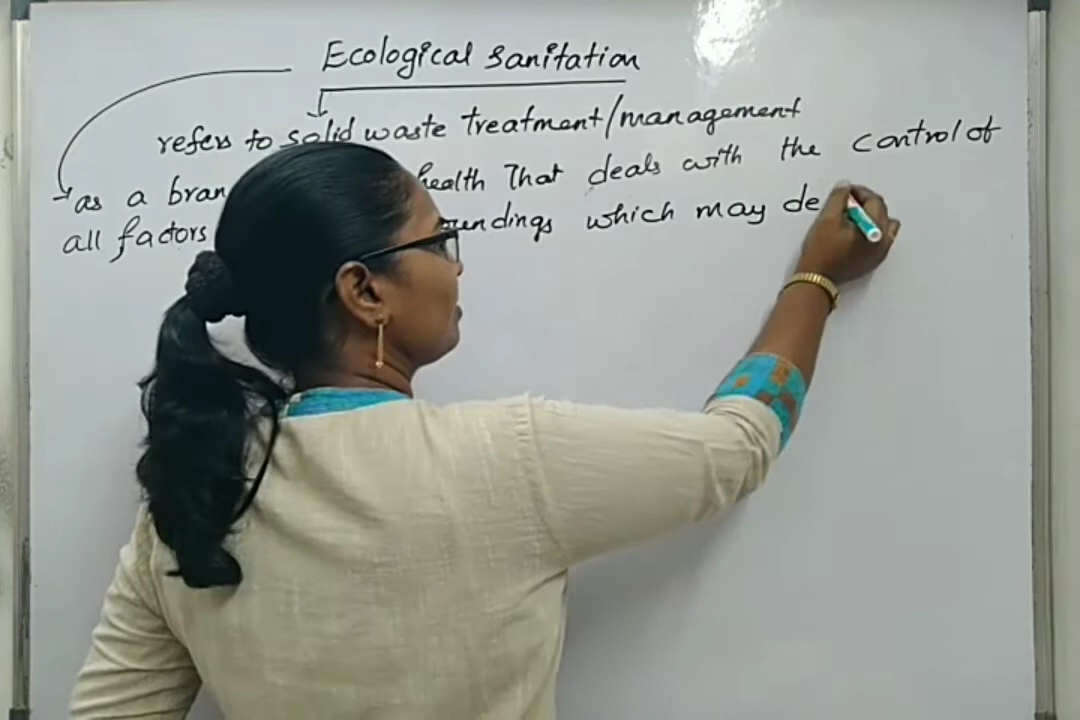 Ecological sanitation
refers to solid waste treatment/management
as a bran health That deals with the control of
all factors undings which may de